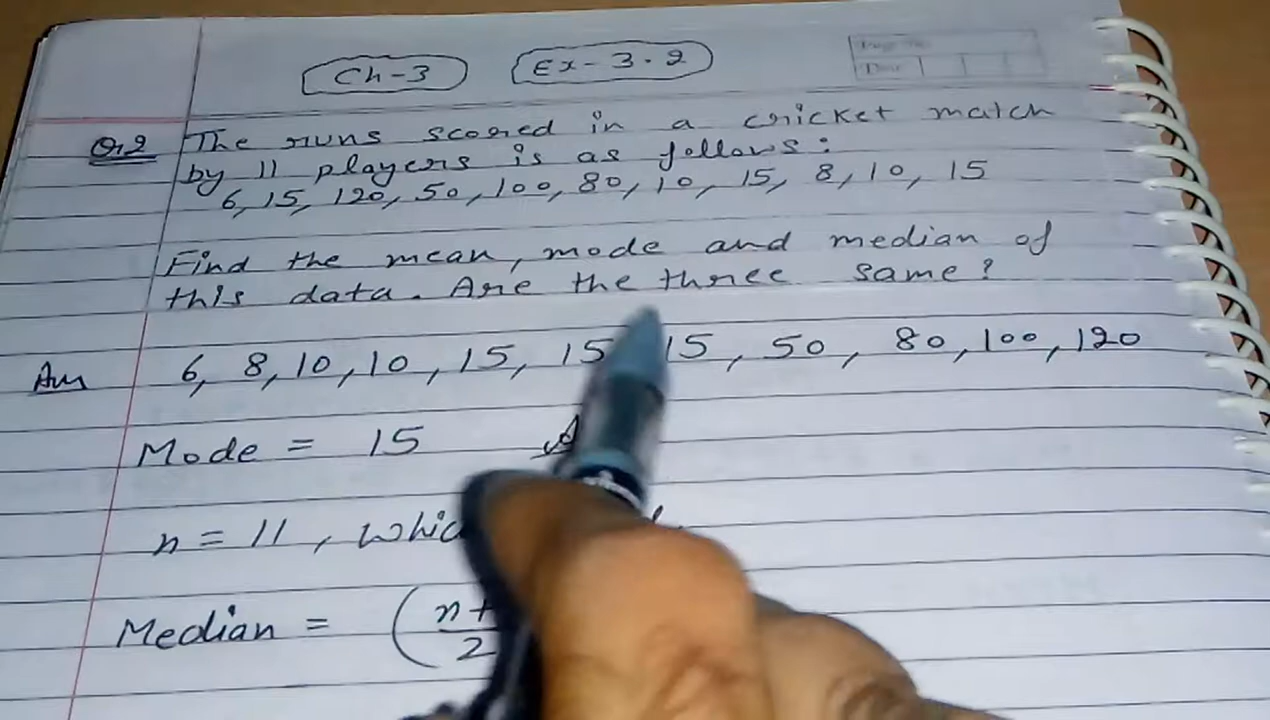 Ch-3 Ex-3.2
Q.2 The runs scored in a cricket match
by 11 players is as follows:
6, 15, 120, 50, 100, 80, 10, 15, 8, 10, 15
Find the mean, mode and median of
this data. Are the three same?
Ans 6, 8, 10, 10, 15, 15 15, 50, 80, 100, 120
Mode = 15
n = 11,
Median = (n+
2